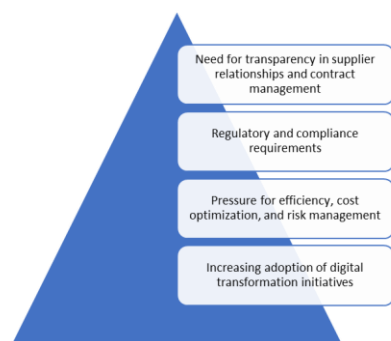 Need for transparency in supplier
relationships and contract
management
Regulatory and compliance
requirements
Pressure for efficiency, cost
optimization, and risk management
Increasing adoption of digital
transformation initiatives